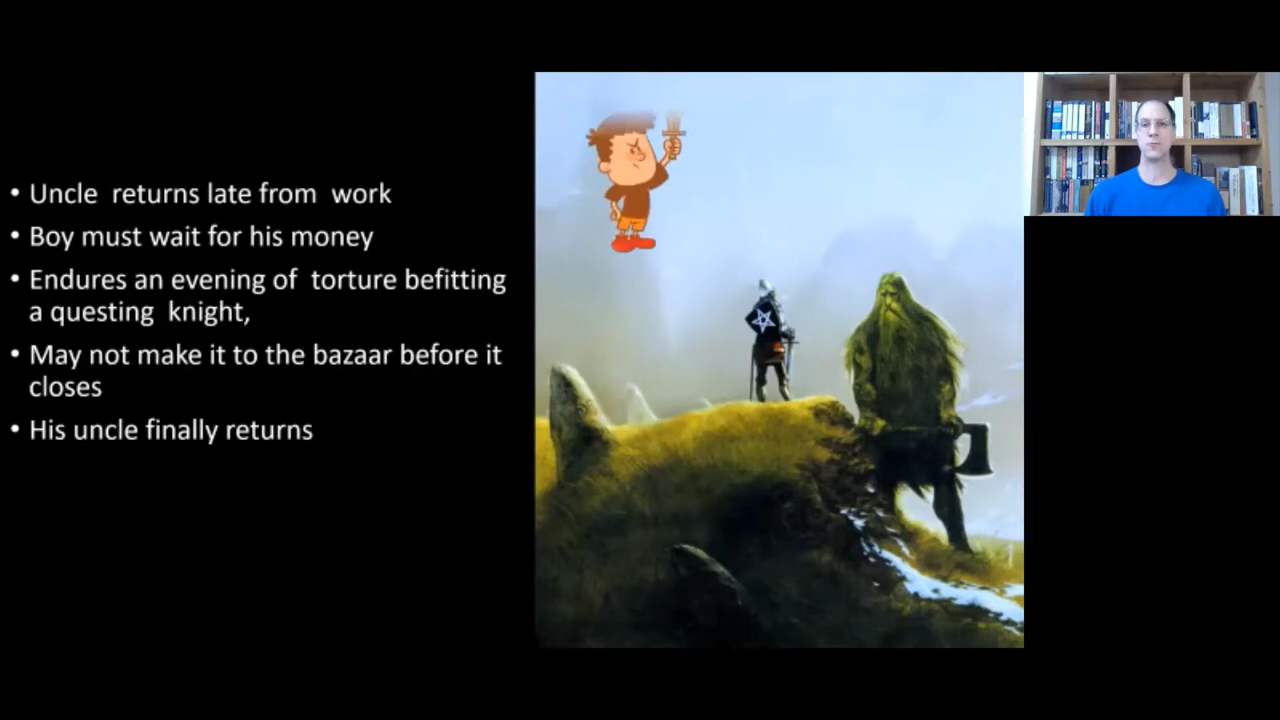 • Uncle returns late from work
• Boy must wait for his money
• Endures an evening of torture befitting
a questing knight,
• May not make it to the bazaar before it
closes
• His uncle finally returns